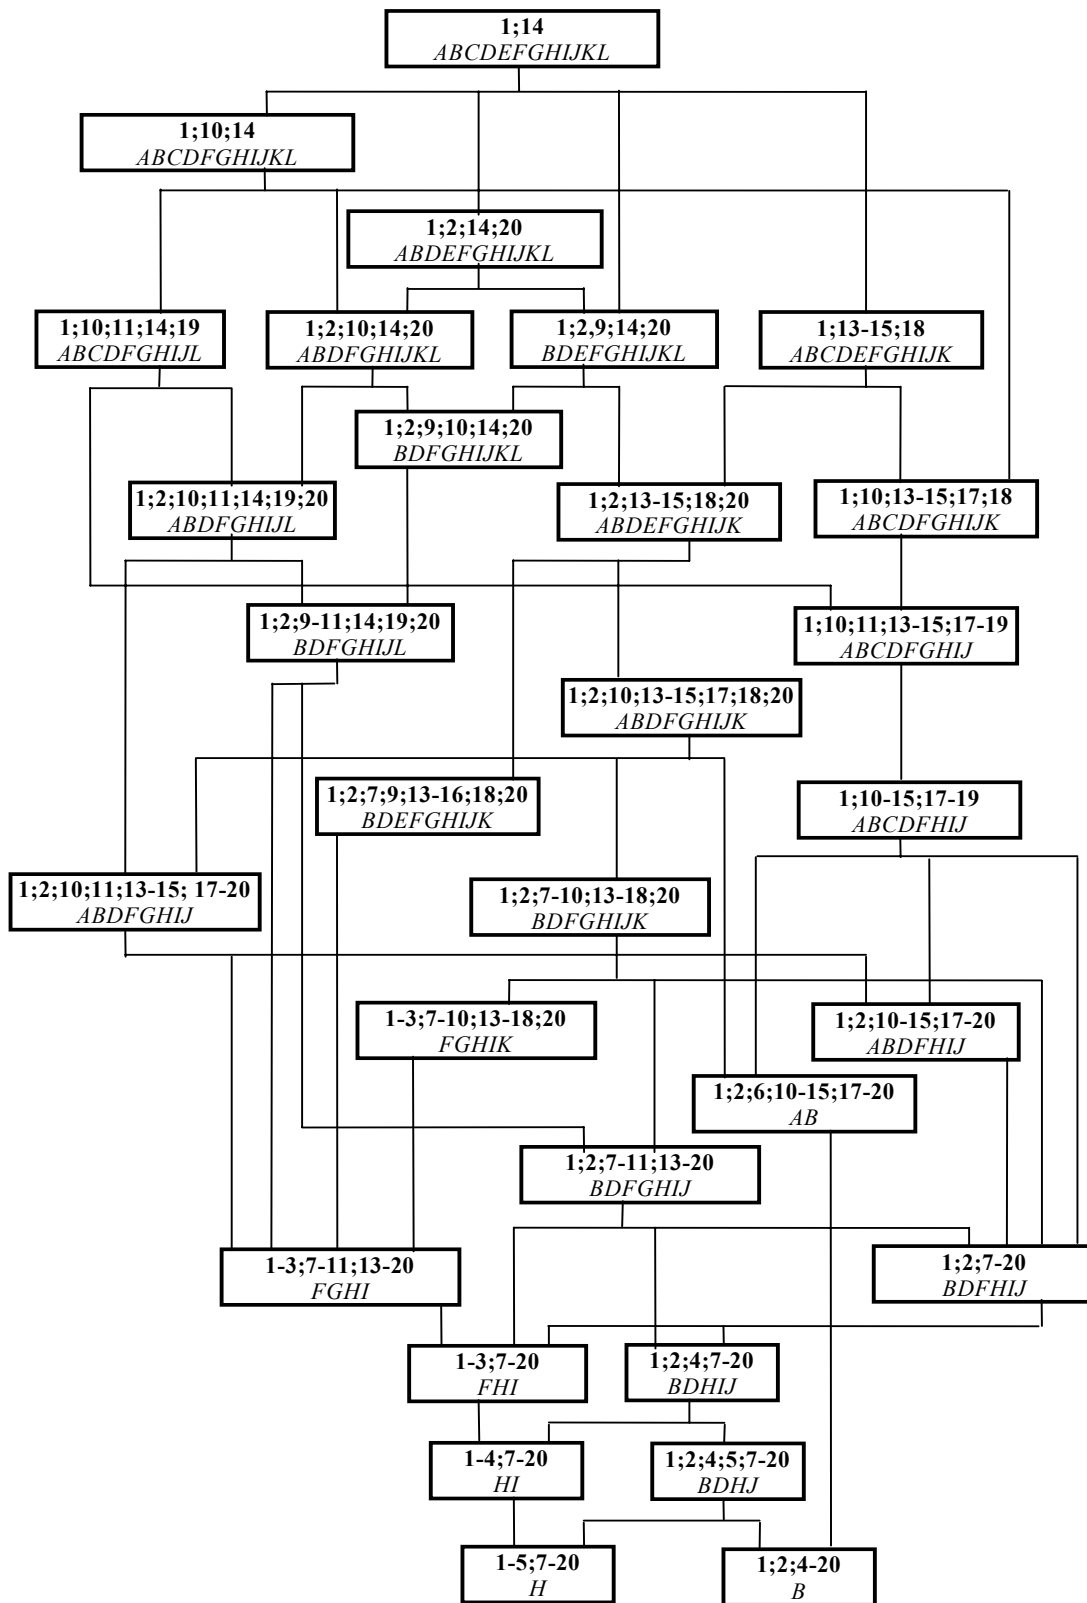 1;14
ABCDEFGHIJKL
1;10;14
ABCDFGHIJKL
1;2;14;20
ABDEFGHIJKL
1;10;11;14;19
ABCDFGHIJL
1;2;10;14;20
ABDFGHIJKL
1;2,9;14;20
BDEFGHIJKL
1;13-15;18
ABCDEFGHIJK
1;2;9;10;14;20
BDFGHIJKL
1;2;10;11;14;19;20
ABDFGHIJL
1;2;13-15;18;20
ABDEFGHIJK
1;10;13-15;17;18
ABCDFGHIJK
1;2;9-11;14;19;20
BDFGHIJL
1;10;11;13-15;17-19
ABCDFGHIJ
1;2;10;13-15;17;18;20
ABDFGHIJK
1;2;7;9;13-16;18;20
BDEFGHIJK
1;10-15;17-19
ABCDFHIJ
1;2;10;11;13-15; 17-20
ABDFGHIJ
1;2;7-10;13-18;20
BDFGHIJK
1-3;7-10;13-18;20
FGHIK
1;2;10-15;17-20
ABDFHIJ
1;2;6;10-15;17-20
AB
1;2;7-11;13-20
BDFGHIJ
1-3;7-11;13-20
FGHI
1;2;7-20
BDFHIJ
1-3;7-20
FHI
1;2;4;7-20
BDHIJ
1-4;7-20
HI
1;2;4;5;7-20
BDHJ
1-5;7-20
H
1;2;4-20
B